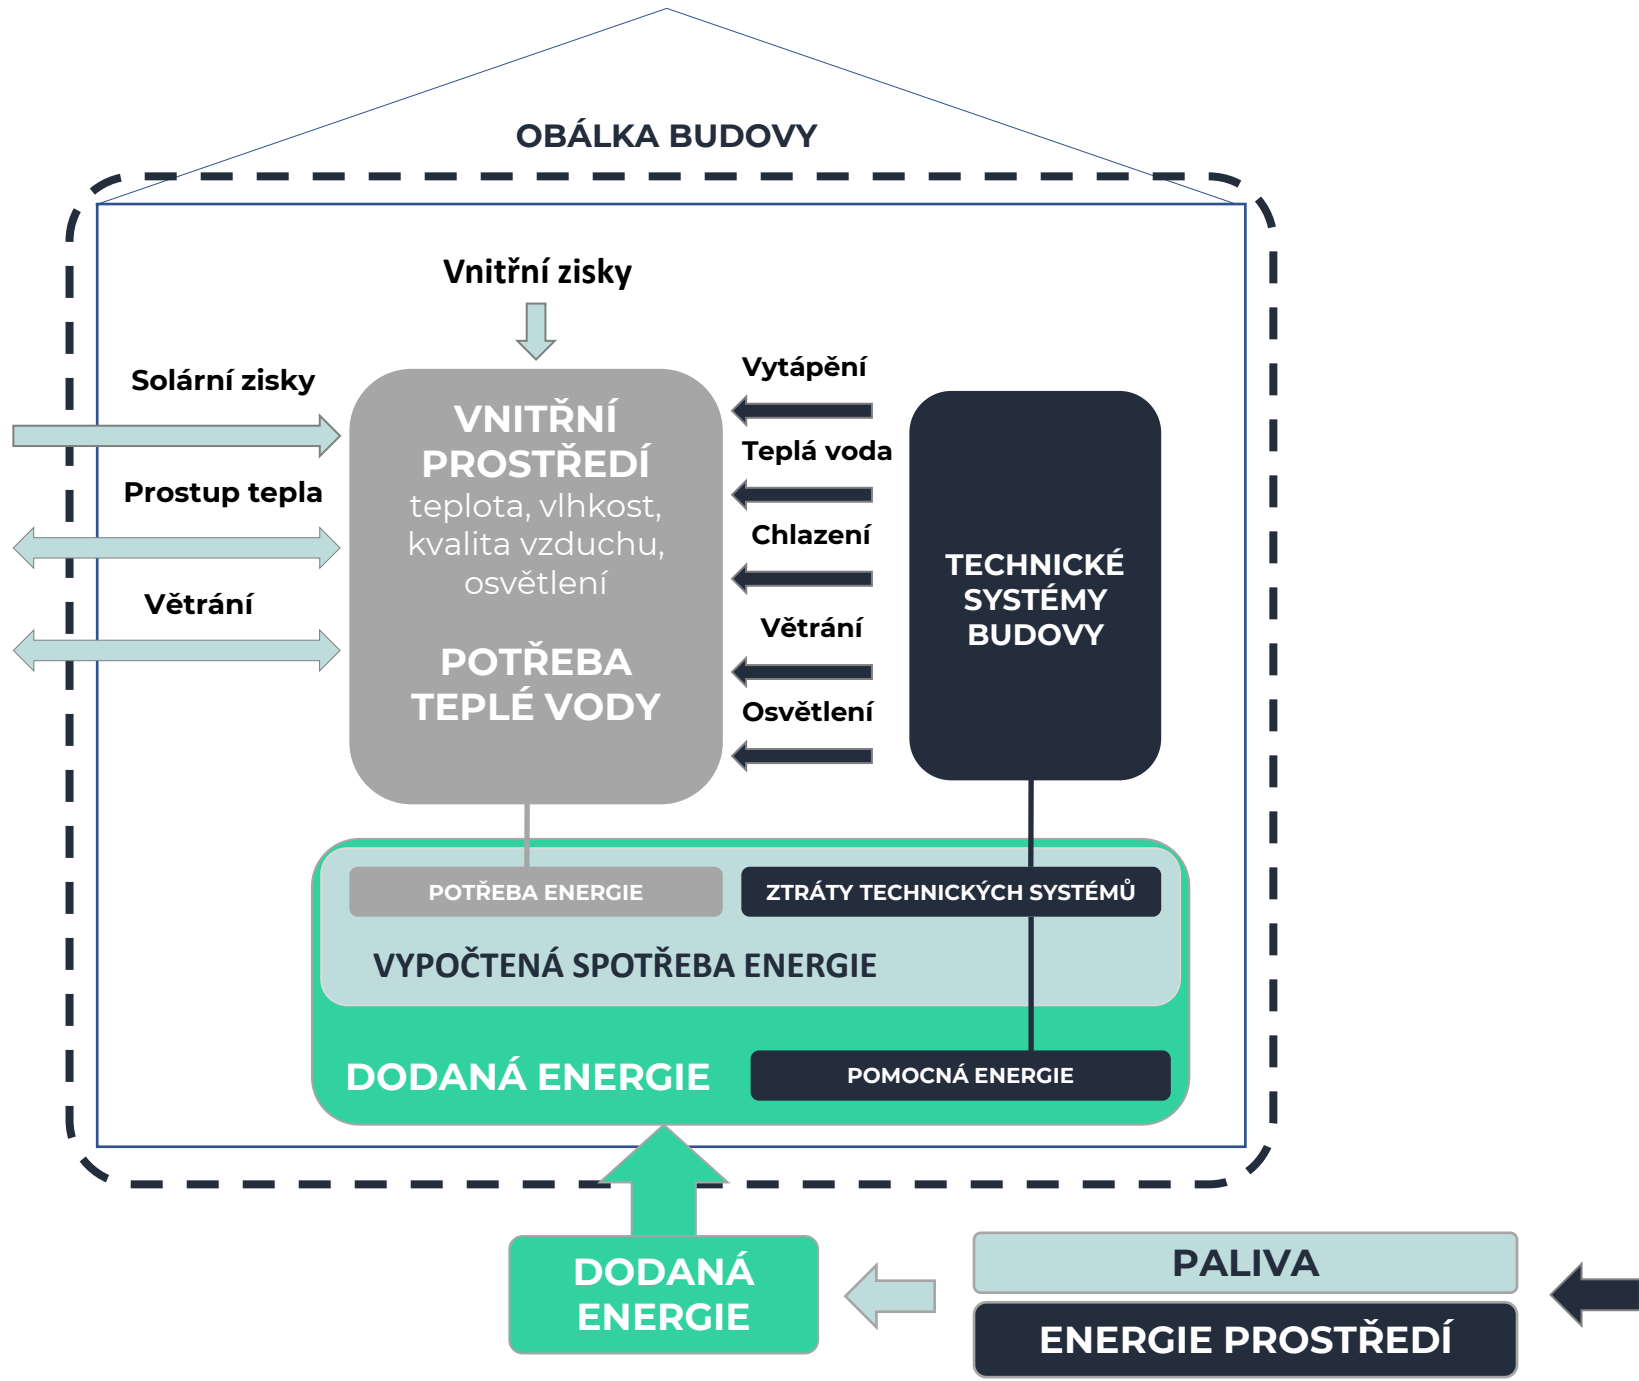 OBÁLKA BUDOVY
Vnitřní zisky
Solární zisky
Prostup tepla
Větrání
VNITŘNÍ
PROSTŘEDÍ
teplota, vlhkost,
kvalita vzduchu,
osvětlení
POTŘEBA
TEPLÉ VODY
Vytápění
Teplá voda
Chlazení
Větrání
Osvětlení
TECHNICKÉ
SYSTÉMY
BUDOVY
POTŘEBA ENERGIE
ZTRÁTY TECHNICKÝCH SYSTÉMŮ
VYPOČTENÁ SPOTŘEBA ENERGIE
DODANÁ ENERGIE
POMOCNÁ ENERGIE
DODANÁ
ENERGIE
PALIVA
ENERGIE PROSTŘEDÍ